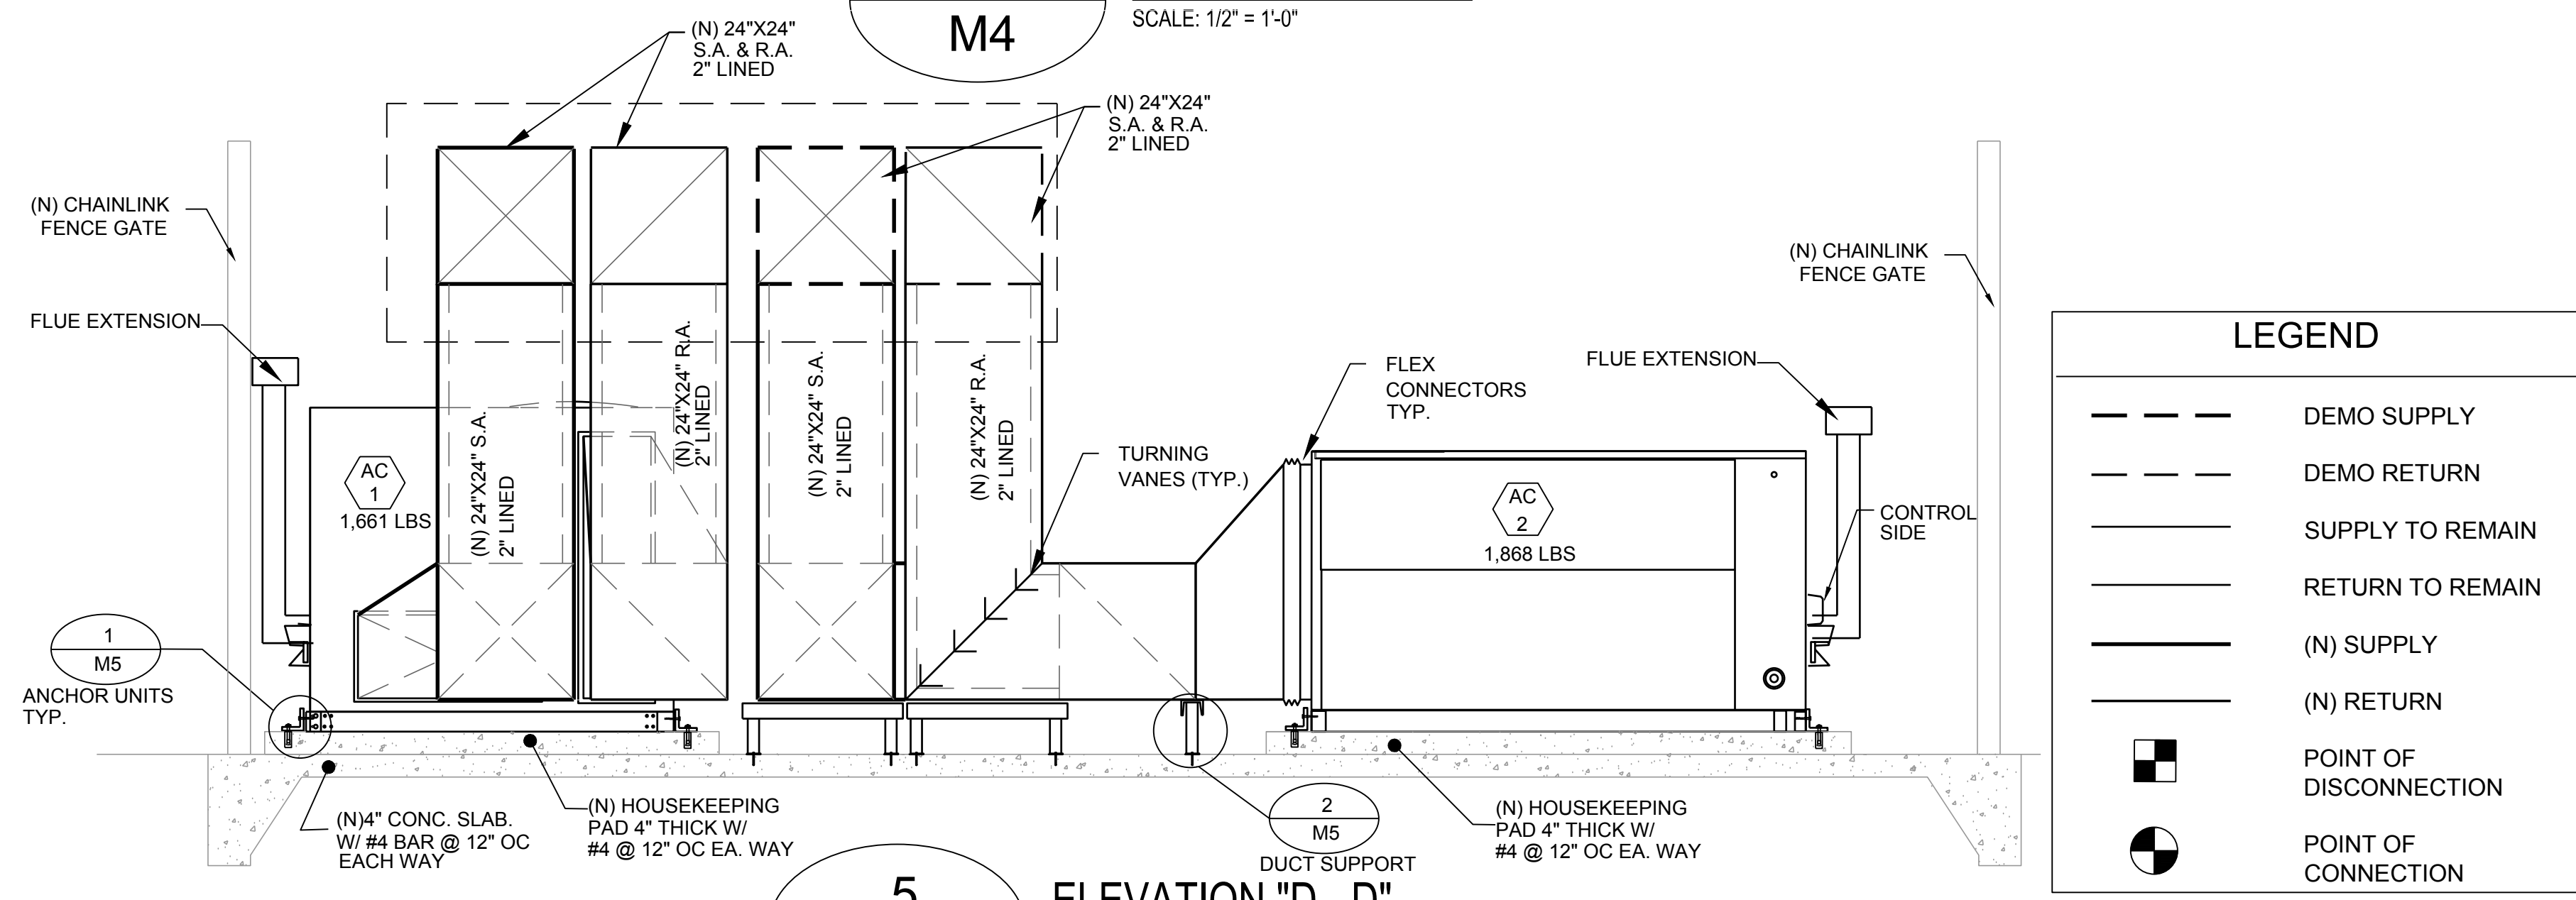 M4
SCALE: 1/2" = 1'-0"
(N) 24"X24"
S.A. & R.A.
2" LINED
(N) 24"X24"
S.A. & R.A.
2" LINED
(N) CHAINLINK
FENCE GATE
FLUE EXTENSION
AC
1
1,661 LBS
(N) 24"X24" S.A.
2" LINED
(N) 24"X24" R.A.
2" LINED
(N) 24"X24" S.A.
2" LINED
(N) 24"X24" R.A.
2" LINED
TURNING
VANES (TYP.)
FLEX
CONNECTORS
TYP.
FLUE EXTENSION
(N) CHAINLINK
FENCE GATE
AC
2
1,868 LBS
CONTROL
SIDE
1
M5
ANCHOR UNITS
TYP.
(N)4" CONC. SLAB.
W/ #4 BAR @ 12" OC
EACH WAY
(N) HOUSEKEEPING
PAD 4" THICK W/
#4 @ 12" OC EA. WAY
2
M5
DUCT SUPPORT
(N) HOUSEKEEPING
PAD 4" THICK W/
#4 @ 12" OC EA. WAY
5
ELEVATION "D - D"
LEGEND
DEMO SUPPLY
DEMO RETURN
SUPPLY TO REMAIN
RETURN TO REMAIN
(N) SUPPLY
(N) RETURN
POINT OF
DISCONNECTION
POINT OF
CONNECTION